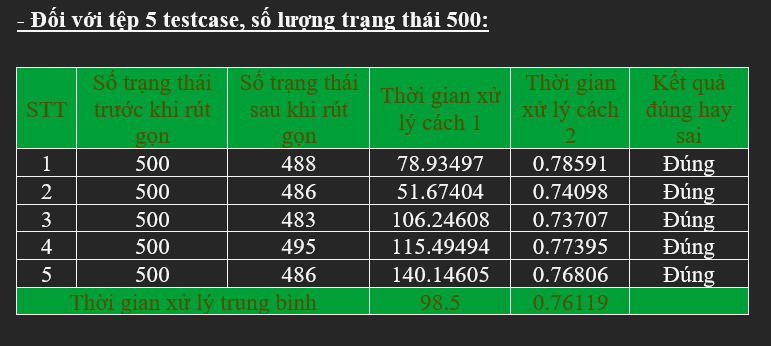 - Đối với tệp 5 testcase, số lượng trạng thái 500:
STT Số trạng thái trước khi rút gọn Số trạng thái sau khi rút gọn Thời gian xử lý cách 1 Thời gian xử lý cách 2 Kết quả đúng hay sai
1 500 488 78.93497 0.78591 Đúng
2 500 486 51.67404 0.74098 Đúng
3 500 483 106.24608 0.73707 Đúng
4 500 495 115.49494 0.77395 Đúng
5 500 486 140.14605 0.76806 Đúng
Thời gian xử lý trung bình 98.5 0.76119